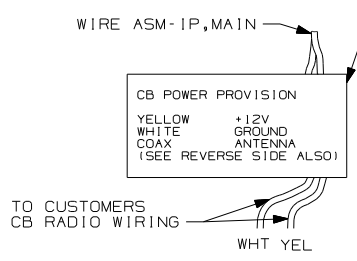 WIRE ASM-IP,MAIN
CB POWER PROVISION
YELLOW +12V
WHITE GROUND
COAX ANTENNA
(SEE REVERSE SIDE ALSO)
TO CUSTOMERS
CB RADIO WIRING
WHT YEL